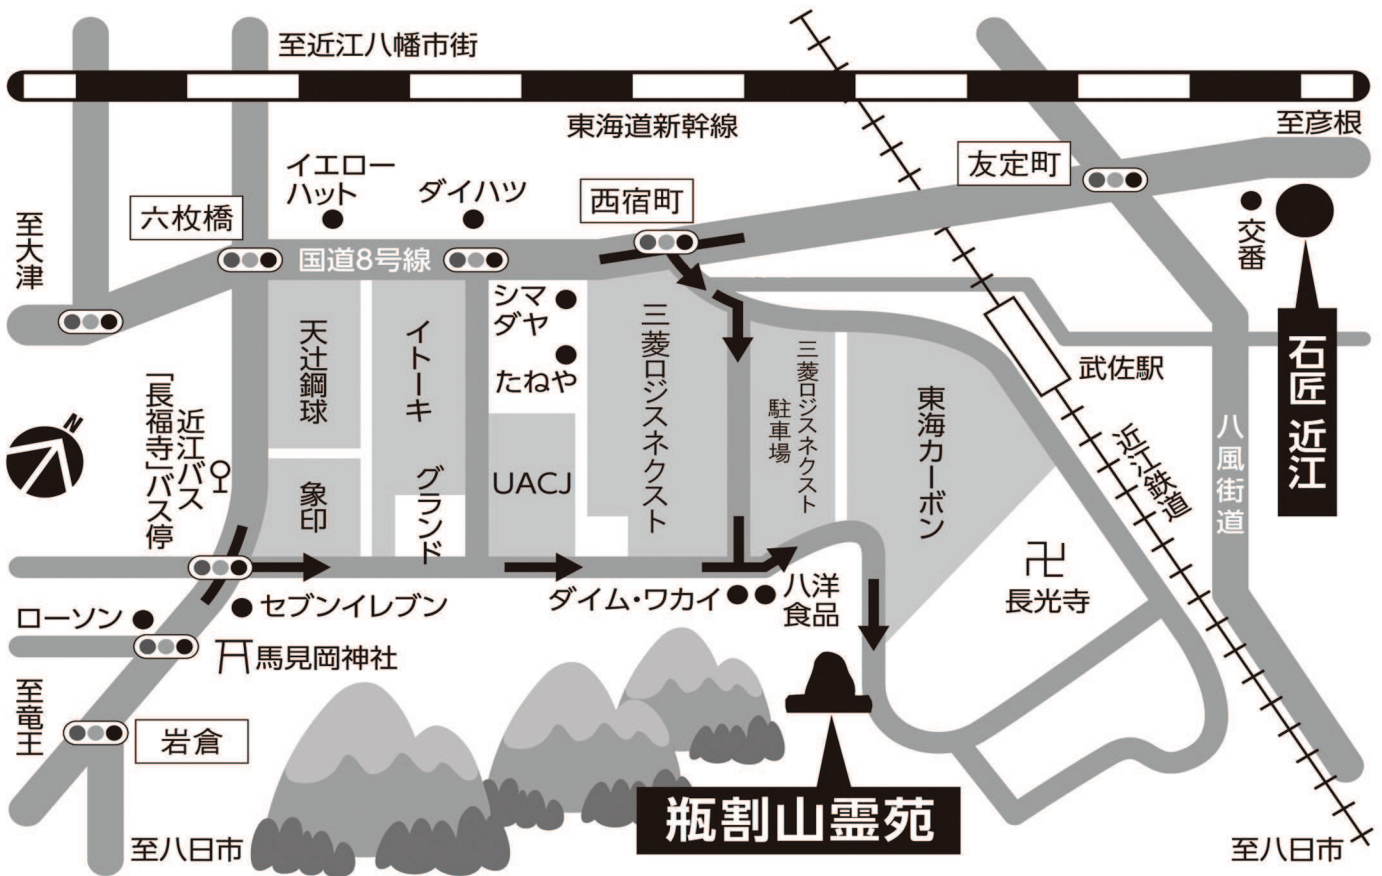 至近江八幡市街
東海道新幹線
至彦根
友定町
イエロー
ハット
ダイハツ
西宿町
六枚橋
至大津
国道8号線
交番
シマ
ダヤ
たねや
天辻鋼球
イトーキ
グランド
三菱ロジスネクスト
三菱ロジスネクスト
駐車場
東海カーボン
武佐駅
石匠 近江
近江鉄道
八風街道
近江バス
「長福寺」バス停
N
象印
UACJ
卍
長光寺
ローソン
セブンイレブン
ダイム・ワカイ
八洋
食品
馬見岡神社
至竜王
岩倉
瓶割山霊苑
至八日市
至八日市